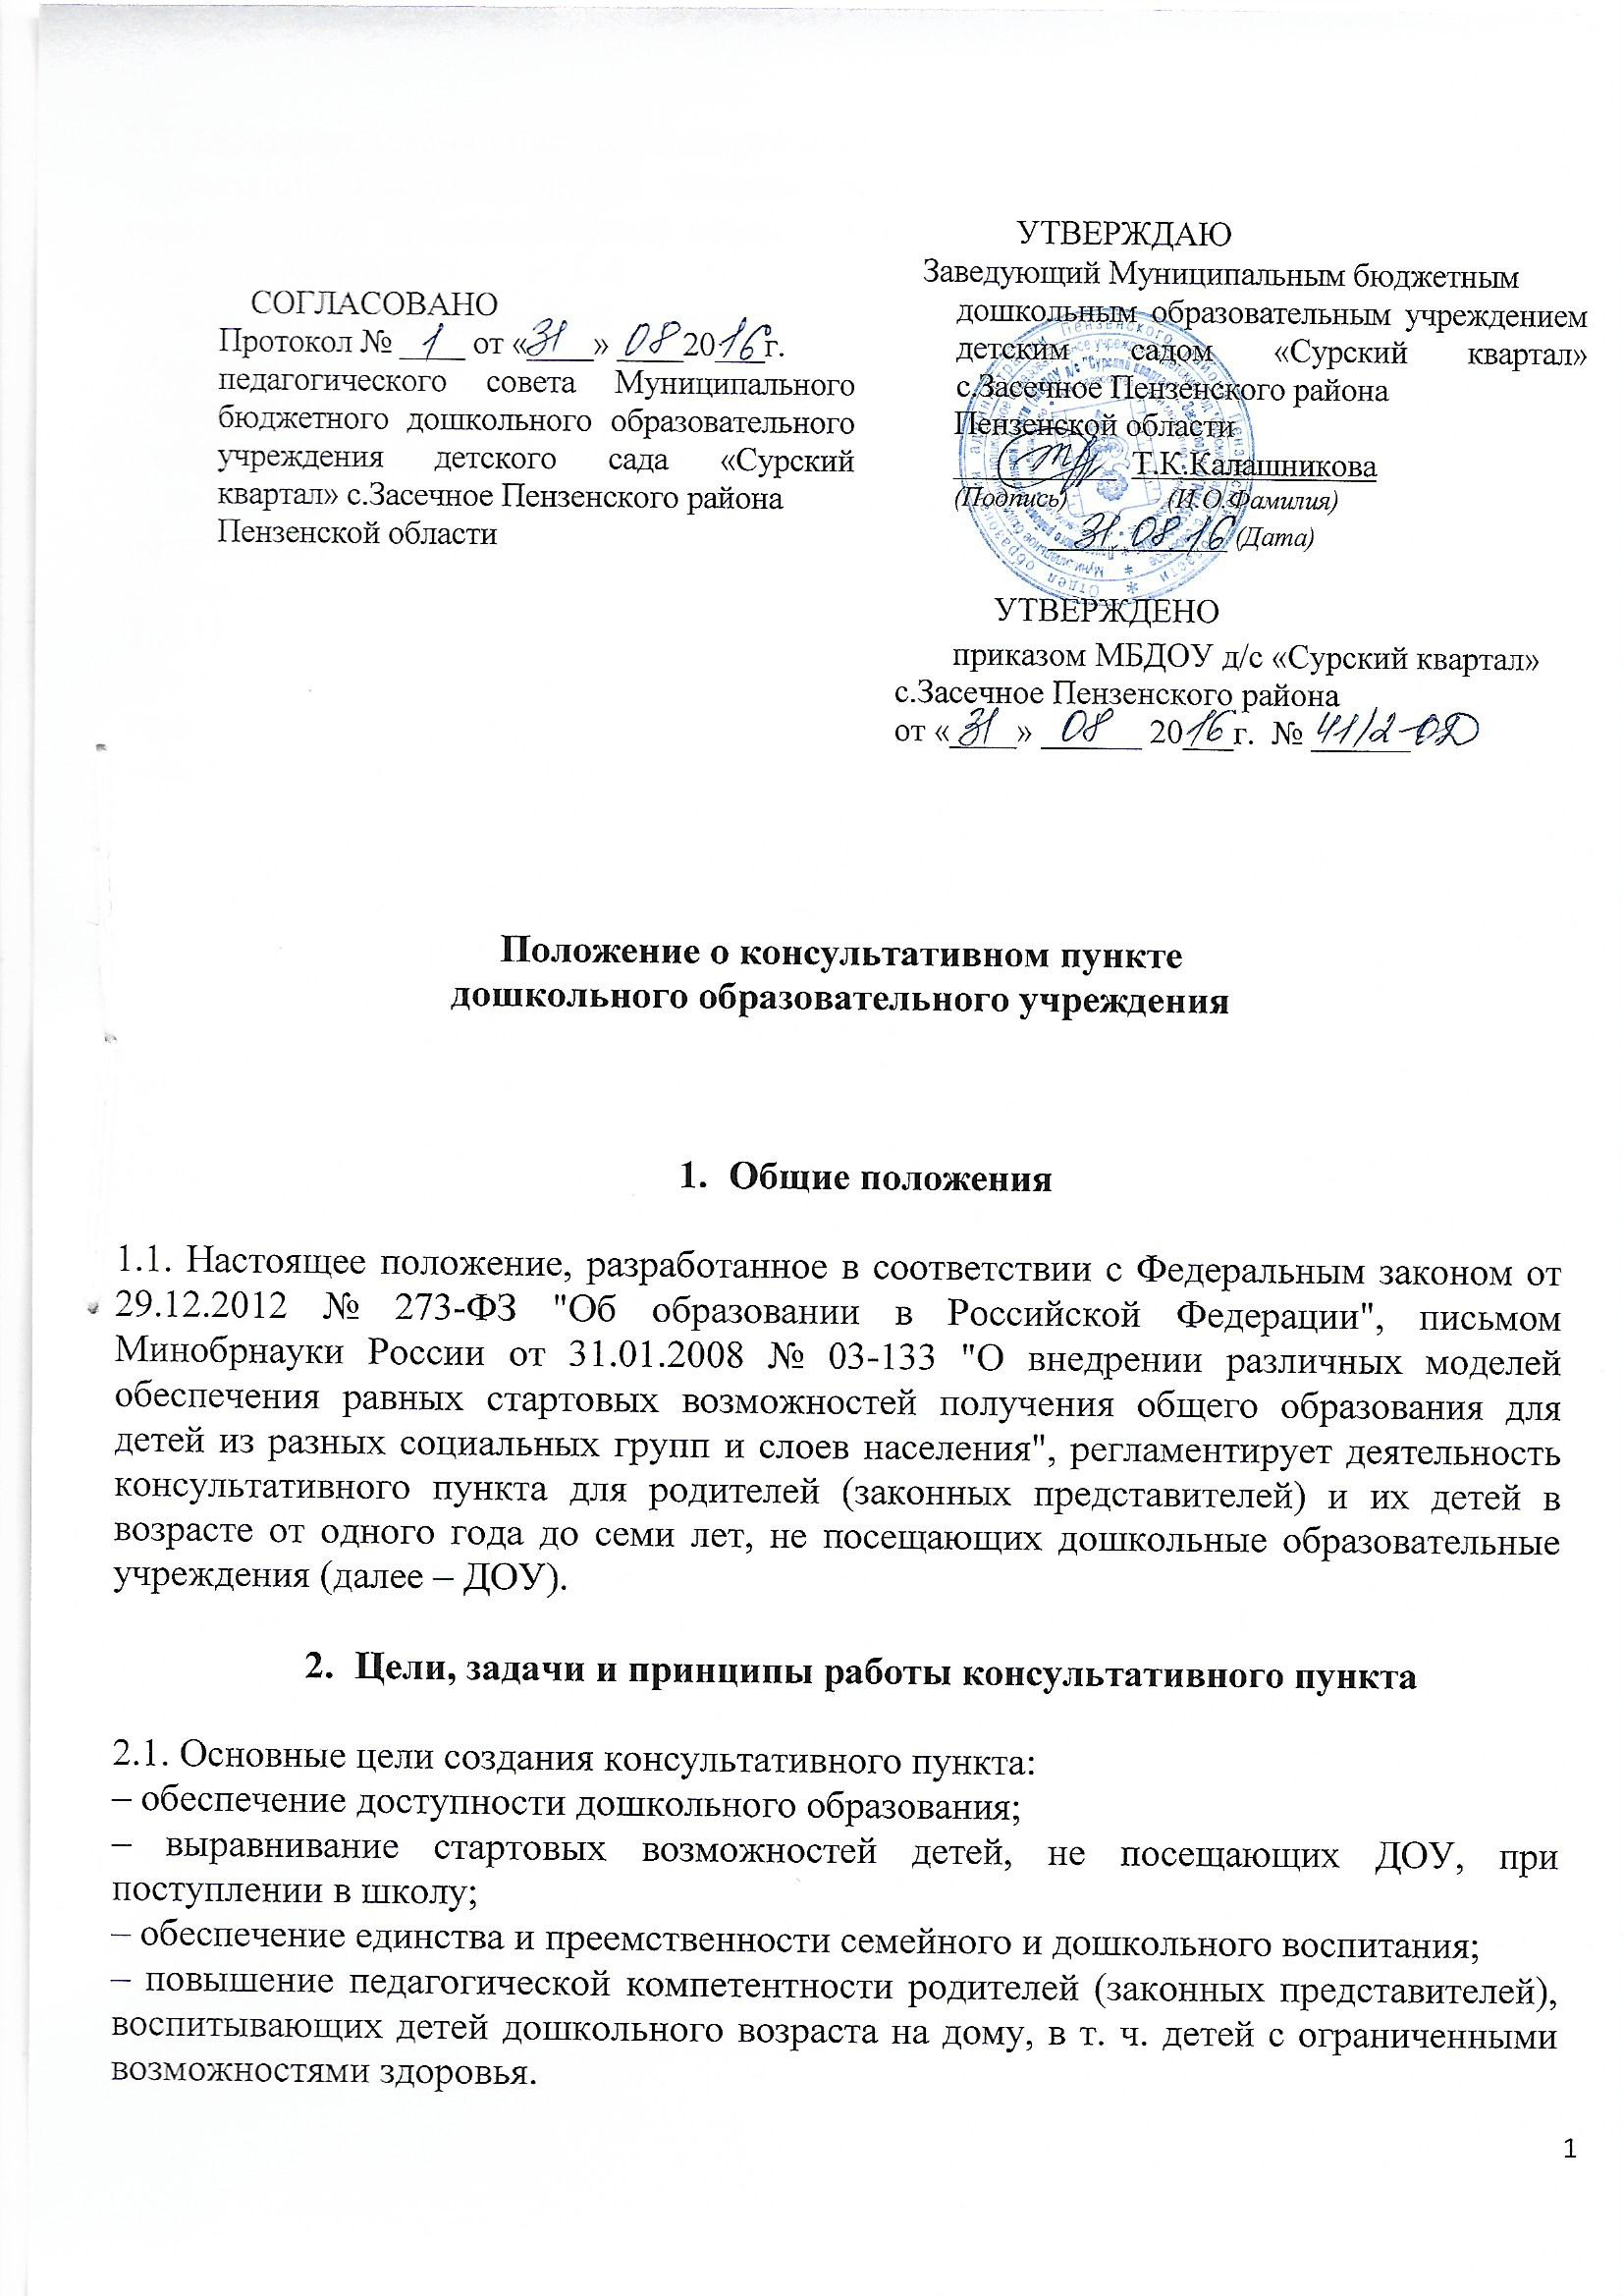 СОГЛАСОВАНО
Протокол № 1 от «31» 08 2016 г.
педагогического совета Муниципального
бюджетного дошкольного образовательного
учреждения детского сада «Сурский
квартал» с.Засечное Пензенского района
Пензенской области
УТВЕРЖДАЮ
Заведующий Муниципальным бюджетным
дошкольным образовательным учреждением
детским садом «Сурский квартал»
с.Засечное Пензенского района
Пензенской области
Т.К.Калашникова
(Подпись) (И.О.Фамилия)
31.08.16 (Дата)
УТВЕРЖДЕНО
приказом МБДОУ д/с «Сурский квартал»
с.Засечное Пензенского района
от «31» 08 2016г. № 41/2-ОД
Положение о консультативном пункте
дошкольного образовательного учреждения
1. Общие положения
1.1. Настоящее положение, разработанное в соответствии с Федеральным законом от
29.12.2012 № 273-ФЗ "Об образовании в Российской Федерации", письмом
Минобрнауки России от 31.01.2008 № 03-133 "О внедрении различных моделей
обеспечения равных стартовых возможностей получения общего образования для
детей из разных социальных групп и слоев населения", регламентирует деятельность
консультативного пункта для родителей (законных представителей) и их детей в
возрасте от одного года до семи лет, не посещающих дошкольные образовательные
учреждения (далее – ДОУ).
2. Цели, задачи и принципы работы консультативного пункта
2.1. Основные цели создания консультативного пункта:
– обеспечение доступности дошкольного образования;
– выравнивание стартовых возможностей детей, не посещающих ДОУ, при
поступлении в школу;
– обеспечение единства и преемственности семейного и дошкольного воспитания;
– повышение педагогической компетентности родителей (законных представителей),
воспитывающих детей дошкольного возраста на дому, в т. ч. детей с ограниченными
возможностями здоровья.
1